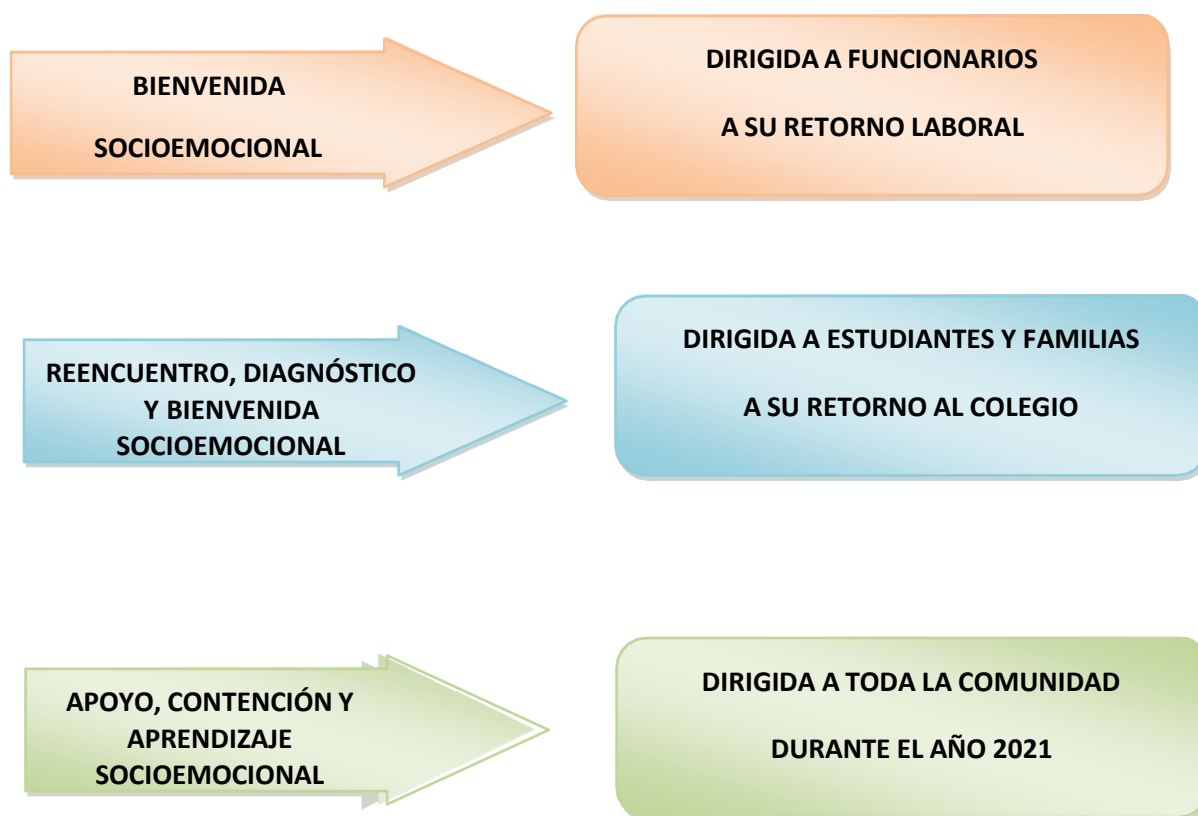 BIENVENIDA
SOCIOEMOCIONAL
DIRIGIDA A FUNCIONARIOS
A SU RETORNO LABORAL
REENCUENTRO, DIAGNÓSTICO
Y BIENVENIDA
SOCIOEMOCIONAL
DIRIGIDA A ESTUDIANTES Y FAMILIAS
A SU RETORNO AL COLEGIO
APOYO, CONTENCIÓN Y
APRENDIZAJE
SOCIOEMOCIONAL
DIRIGIDA A TODA LA COMUNIDAD
DURANTE EL AÑO 2021